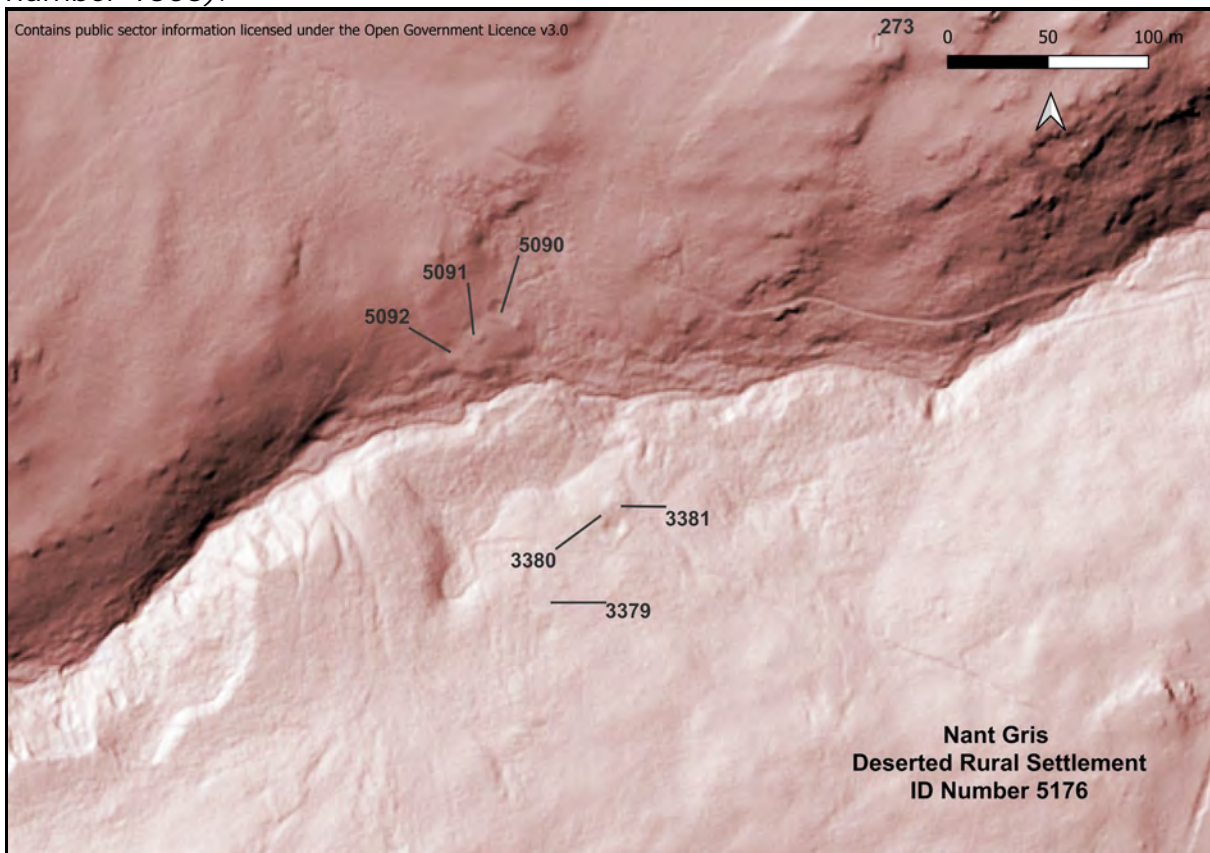 Contains public sector information licensed under the Open Government Licence v3.0
273
0 50 100 m
5090
5091
5092
3381
3380
3379
Nant Gris
Deserted Rural Settlement
ID Number 5176